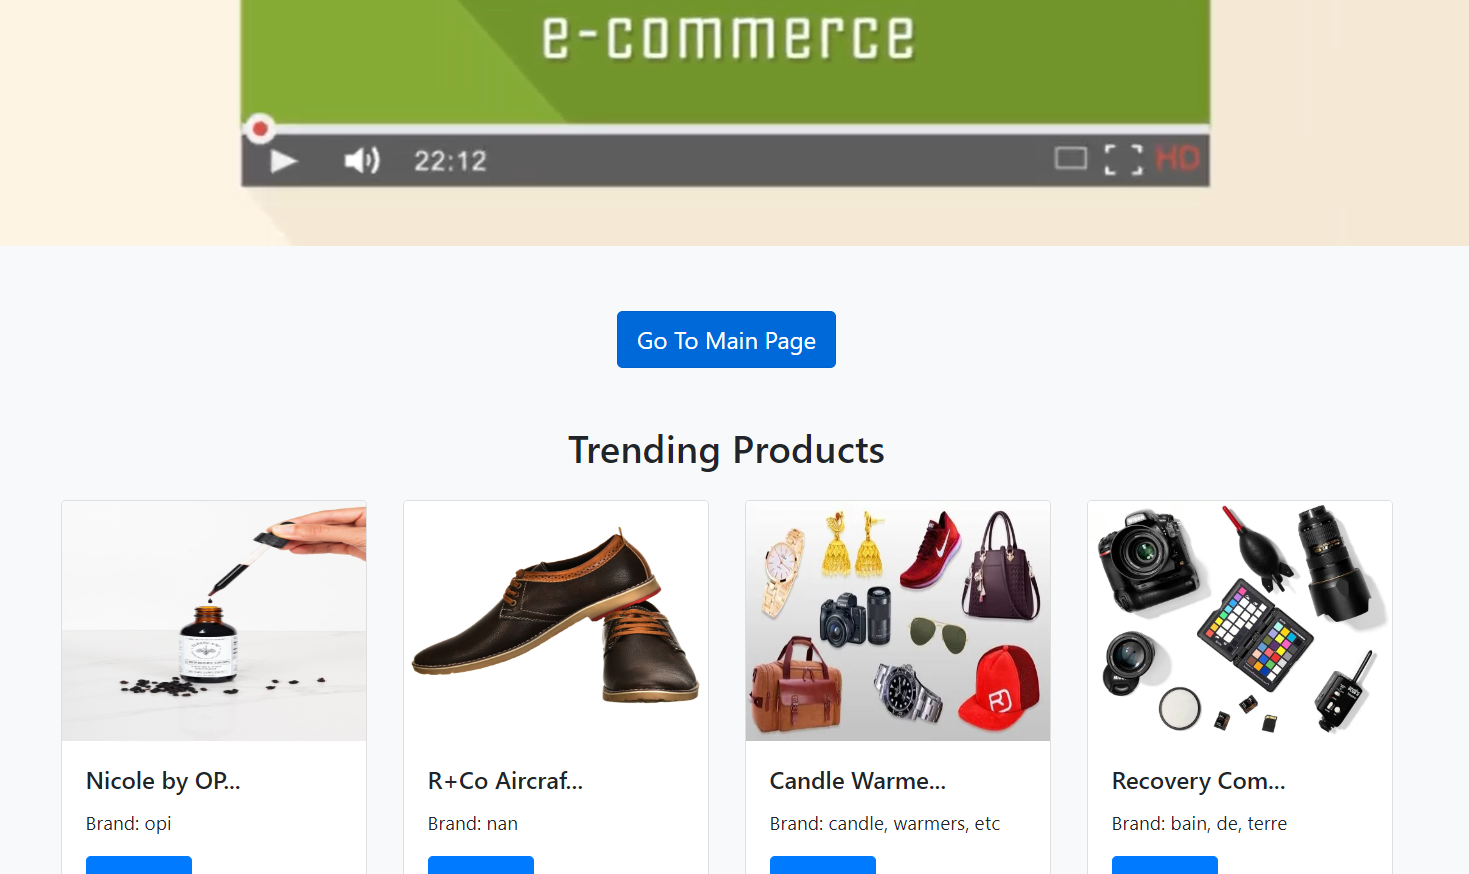 e-commerce
22:12
HD
Go To Main Page
Trending Products
RJ
Nicole by OP...
R+Co Aircraf...
Candle Warme...
Recovery Com...
Brand: opi
Brand: nan
Brand: candle, warmers, etc
Brand: bain, de, terre